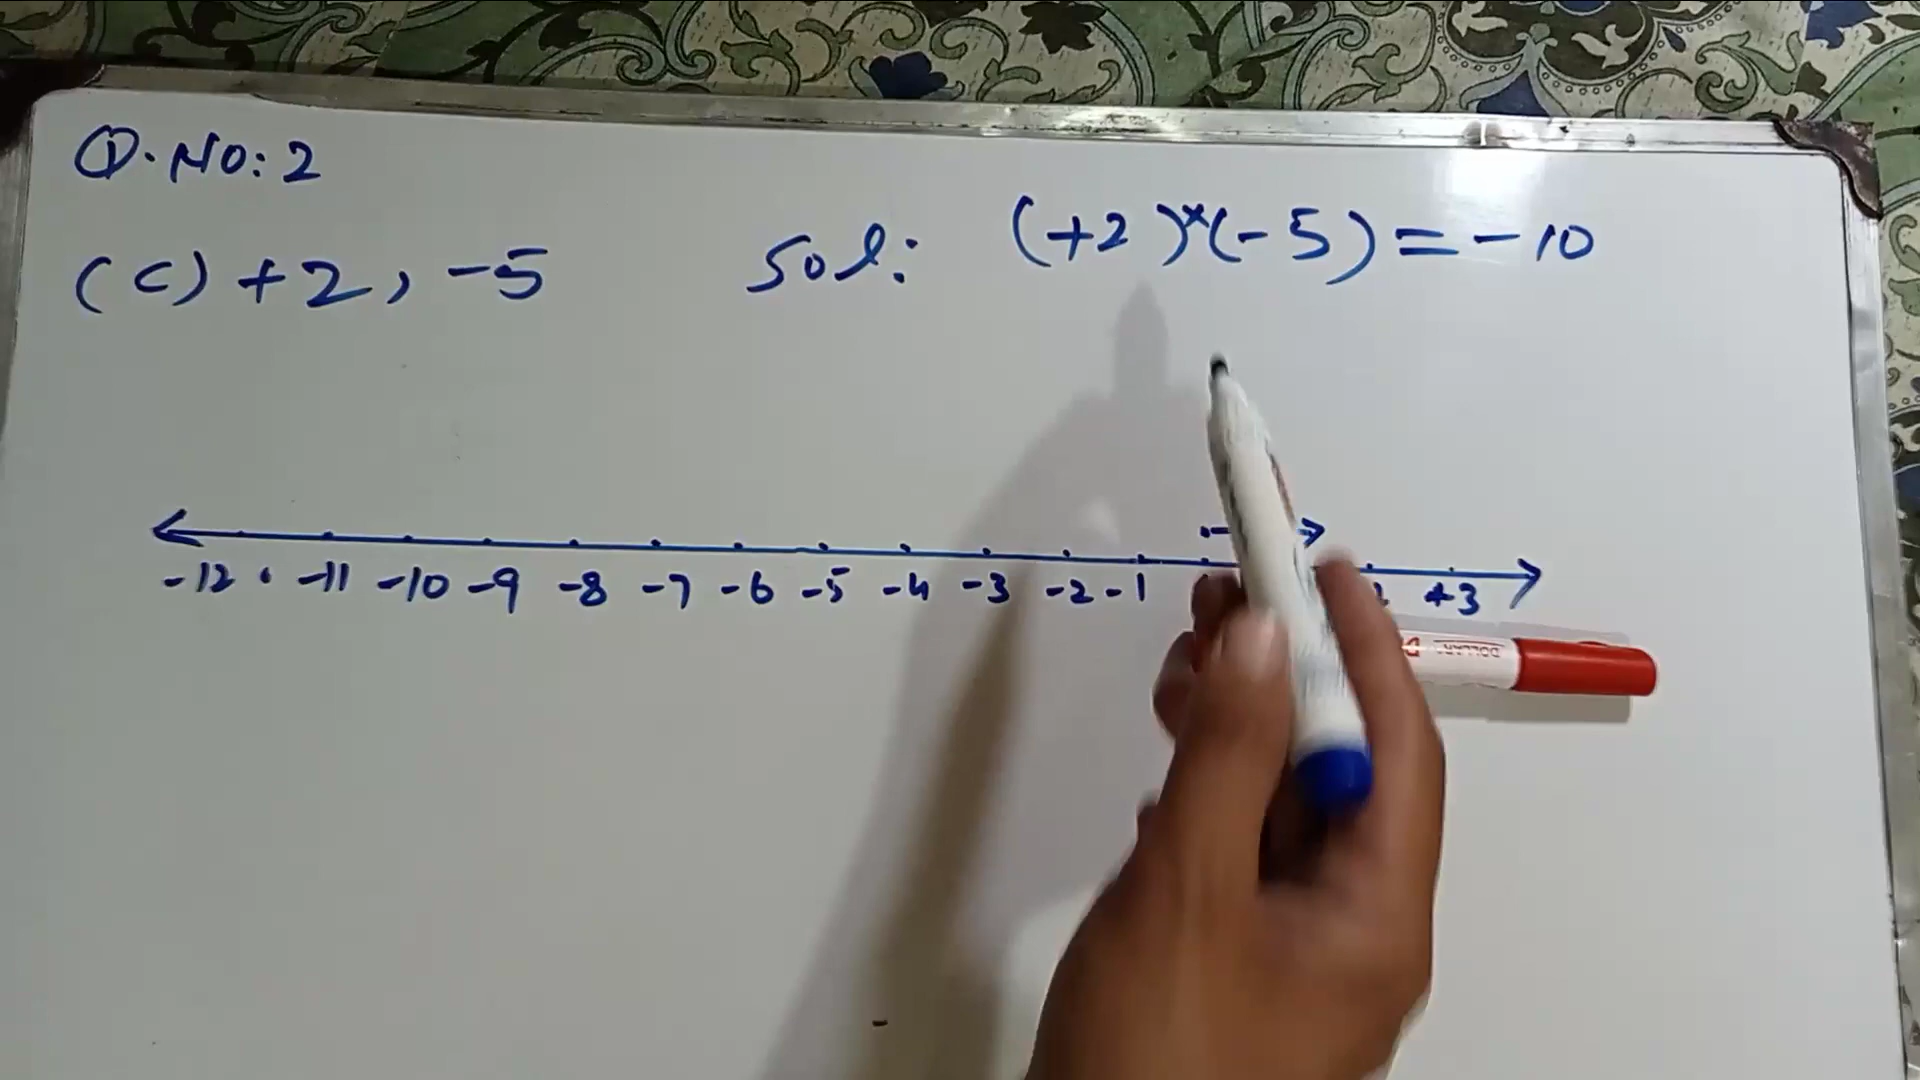 Q.No:2
(c) +2, -5
Sol: (+2)×(-5) = -10
-12 -11 -10 -9 -8 -7 -6 -5 -4 -3 -2 -1 +3
DOLLAR